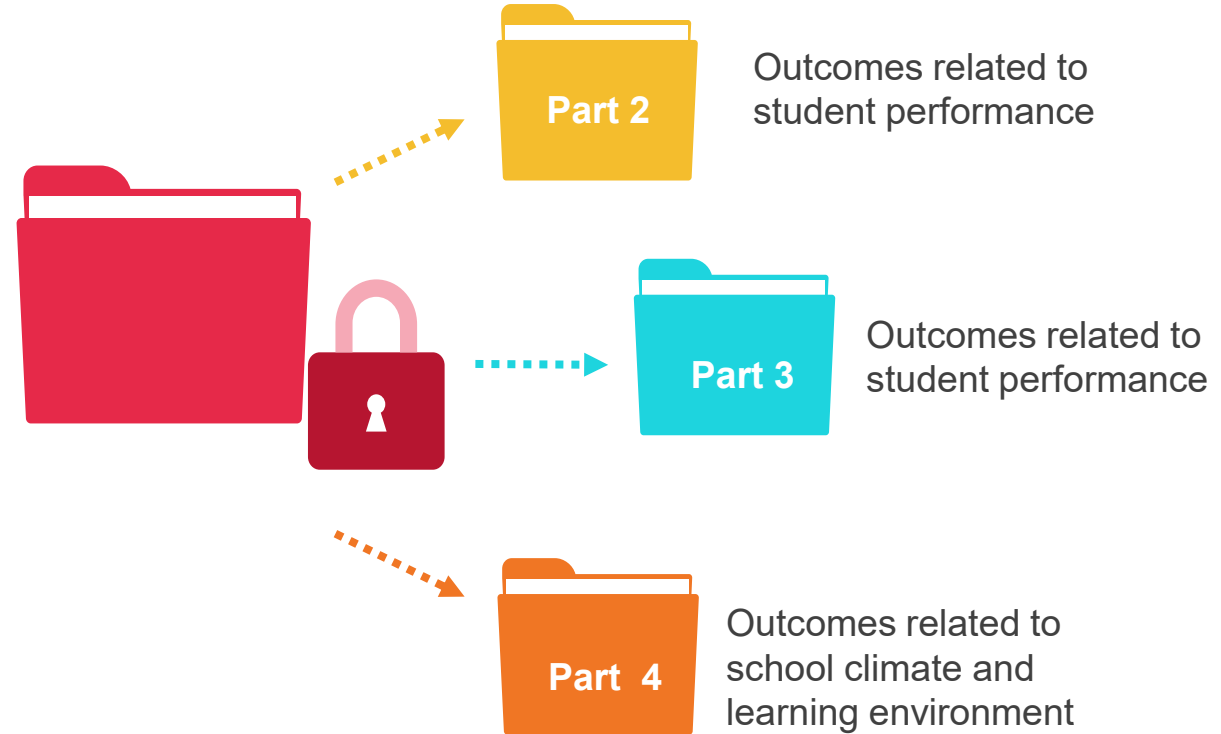 Part 2
Outcomes related to
student performance
Part 3
Outcomes related to
student performance
Part  4
Outcomes related to
school climate and
learning environment